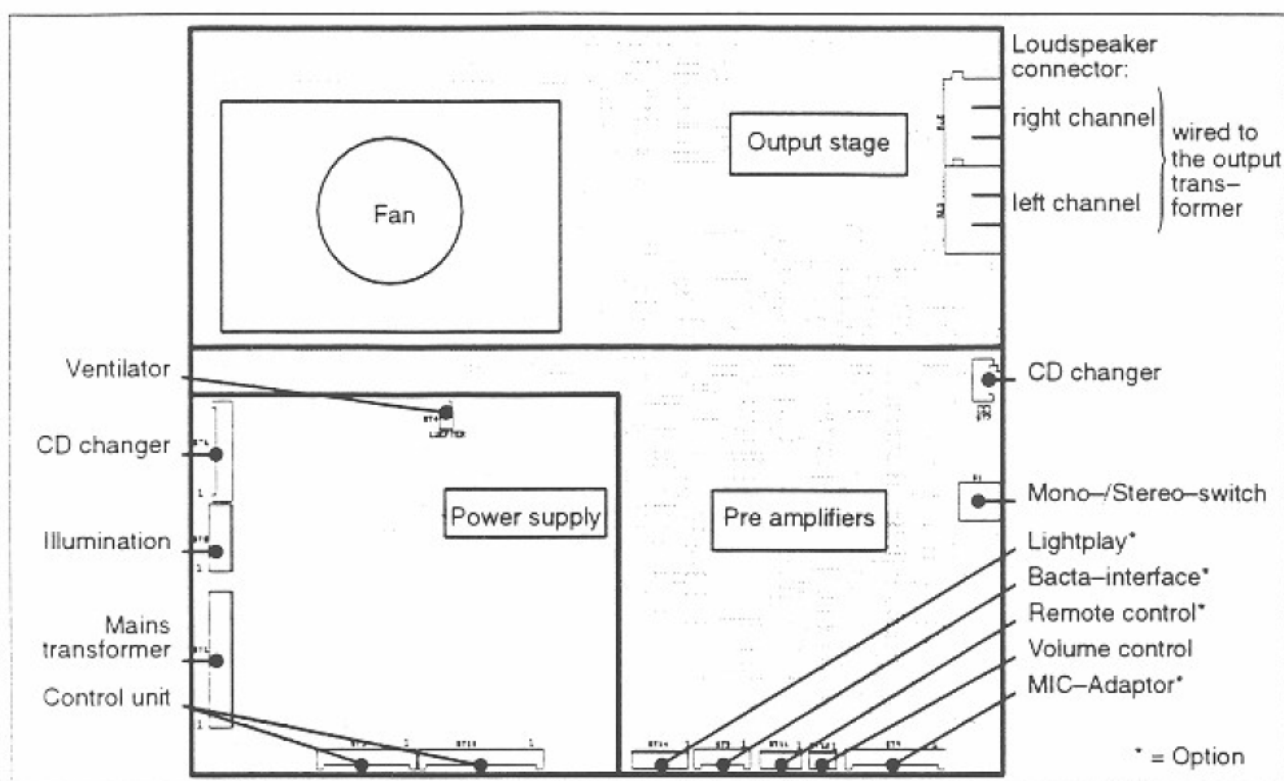 Loudspeaker
connector:
right channel
left channel
wired to
the output
trans–
former
Output stage
Fan
Ventilator
CD changer
CD changer
Mono–/Stereo–switch
Power supply
Pre amplifiers
Illumination
Lightplay*
Bacta–interface*
Remote control*
Mains
transformer
Volume control
MIC–Adaptor*
Control unit
* = Option